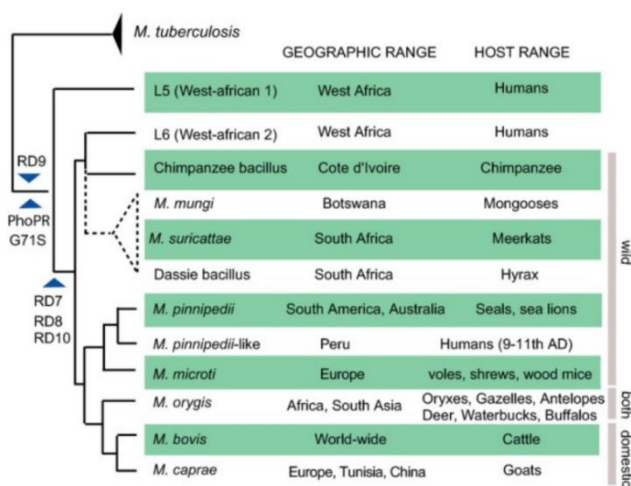 M. tuberculosis
GEOGRAPHIC RANGE HOST RANGE
L5 (West-african 1) West Africa Humans
L6 (West-african 2) West Africa Humans
RD9
Chimpanzee bacillus Cote d'Ivoire Chimpanzee
PhoPR
G71S
M. mungi Botswana Mongooses
M. suricattae South Africa Meerkats
Dassie bacillus South Africa Hyrax
wild
RD7
RD8
RD10
M. pinnipedii South America, Australia Seals, sea lions
M. pinnipedii-like Peru Humans (9-11th AD)
M. microti Europe voles, shrews, wood mice
M. orygis Africa, South Asia Oryxes, Gazelles, Antelopes
Deer, Waterbucks, Buffalos
both
M. bovis World-wide Cattle
M. caprae Europe, Tunisia, China Goats
domestic